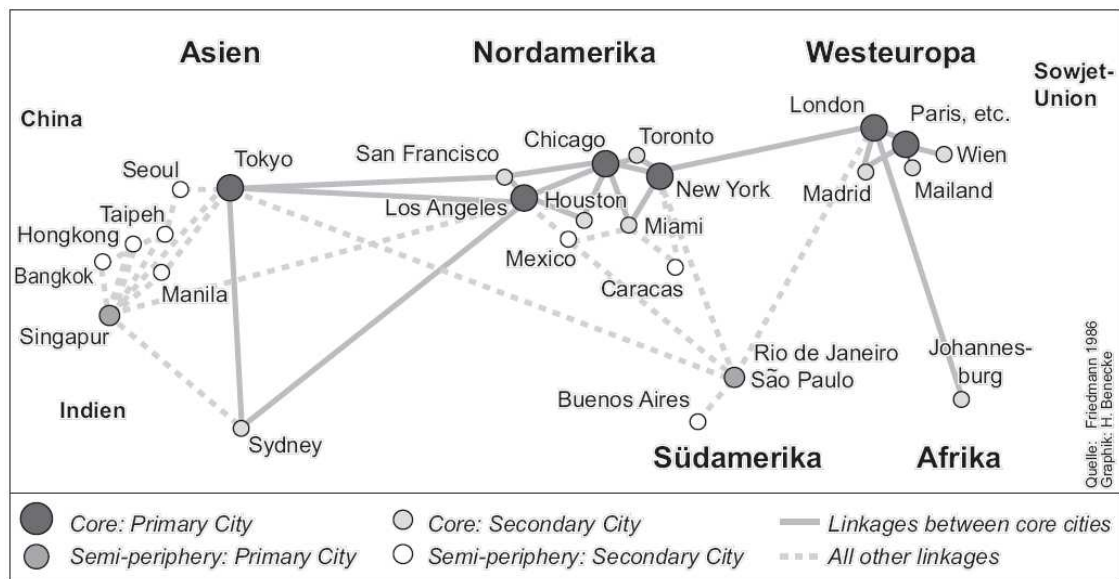 Asien
Nordamerika
Westeuropa
Sowjet-
Union
China
London
Paris, etc.
Chicago
Toronto
San Francisco
Tokyo
Seoul
Wien
New York
Madrid
Mailand
Los Angeles
Houston
Taipeh
Miami
Hongkong
Mexico
Bangkok
Manila
Caracas
Singapur
Rio de Janeiro
São Paulo
Johannes-
burg
Buenos Aires
Indien
Sydney
Südamerika
Afrika
Quelle: Friedmann 1986
Graphik: H. Benecke
Core: Primary City
Core: Secondary City
Linkages between core cities
Semi-periphery: Primary City
Semi-periphery: Secondary City
All other linkages